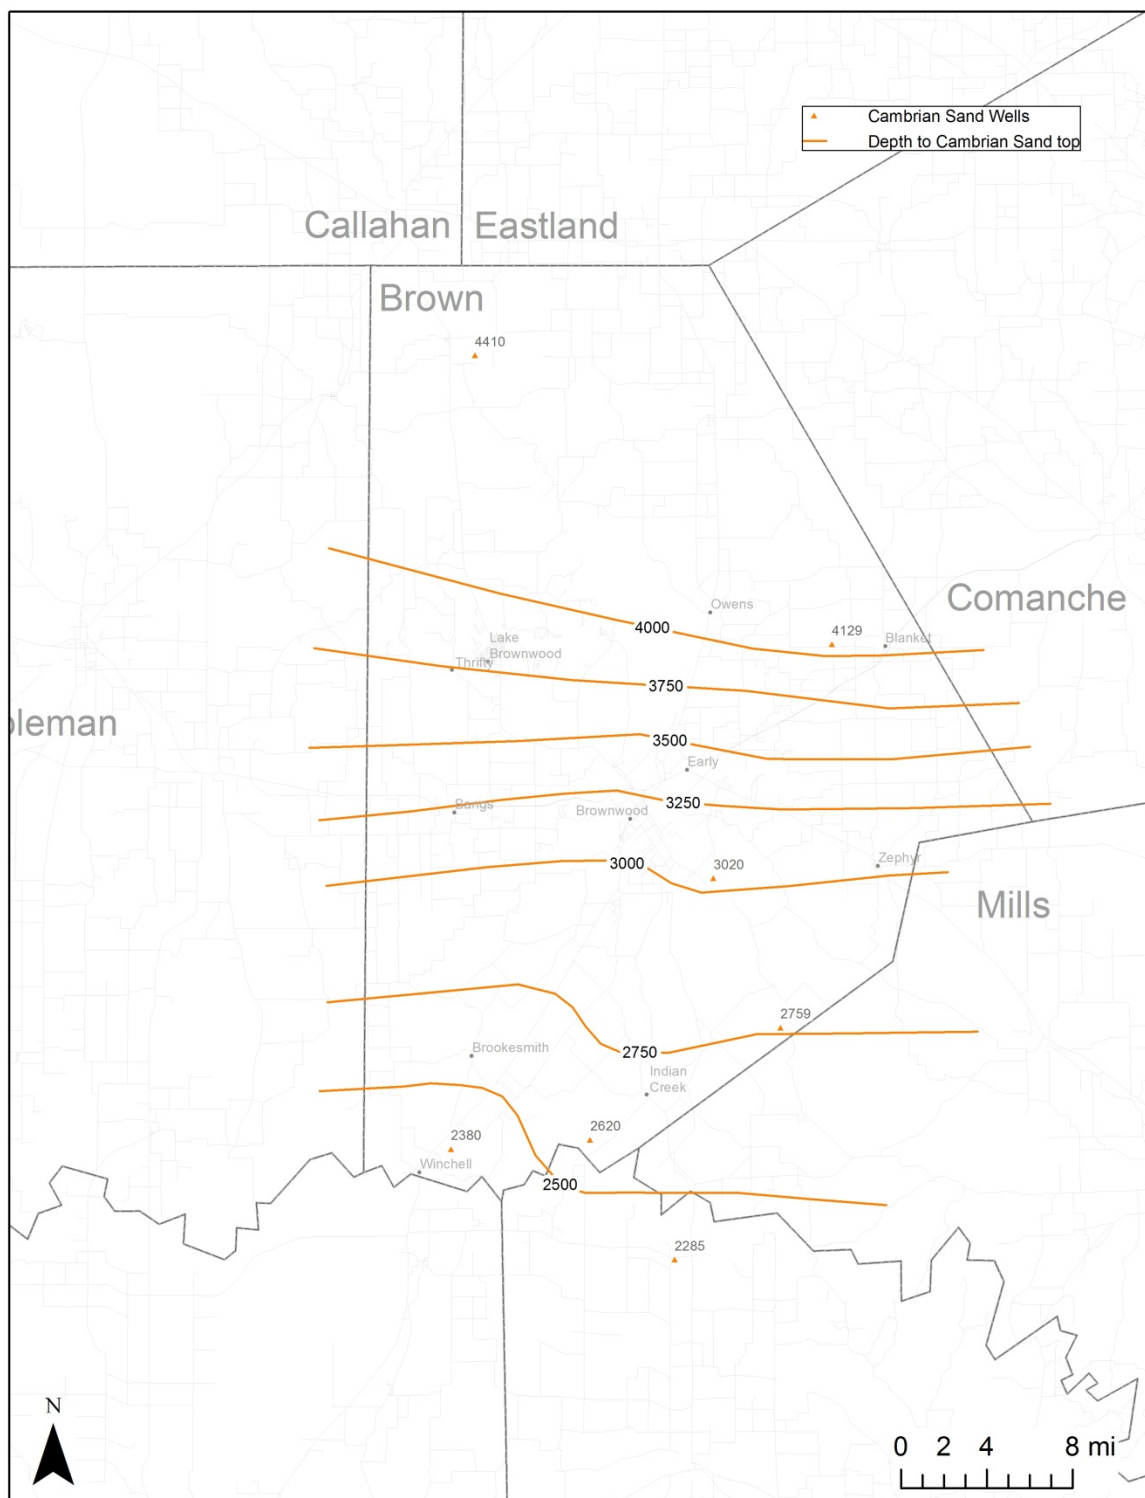 Cambrian Sand Wells
Depth to Cambrian Sand top
Callahan
Eastland
Brown
4410
Comanche
Owens
4000
4129
Blanket
Lake
Brownwood
Thrifty
3750
oleman
3500
Early
3250
Bangs
Brownwood
3000
3020
Zephyr
Mills
2759
2750
Brookesmith
Indian
Creek
2620
2380
Winchell
2500
2285
N
0 2 4 8 mi